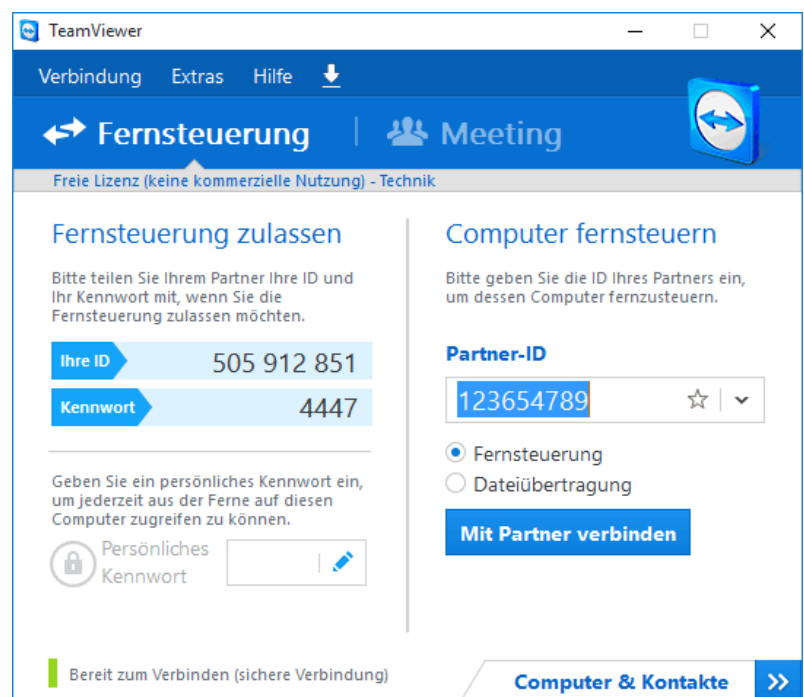 TeamViewer
Verbindung Extras Hilfe
Fernsteuerung Meeting
Freie Lizenz (keine kommerzielle Nutzung) - Technik
Fernsteuerung zulassen
Bitte teilen Sie Ihrem Partner Ihre ID und
Ihr Kennwort mit, wenn Sie die
Fernsteuerung zulassen möchten.
Ihre ID 505 912 851
Kennwort 4447
Geben Sie ein persönliches Kennwort ein,
um jederzeit aus der Ferne auf diesen
Computer zugreifen zu können.
Persönliches
Kennwort
Computer fernsteuern
Bitte geben Sie die ID Ihres Partners ein,
um dessen Computer fernzusteuern.
Partner-ID
123654789
Fernsteuerung
Dateiübertragung
Mit Partner verbinden
Bereit zum Verbinden (sichere Verbindung)
Computer & Kontakte